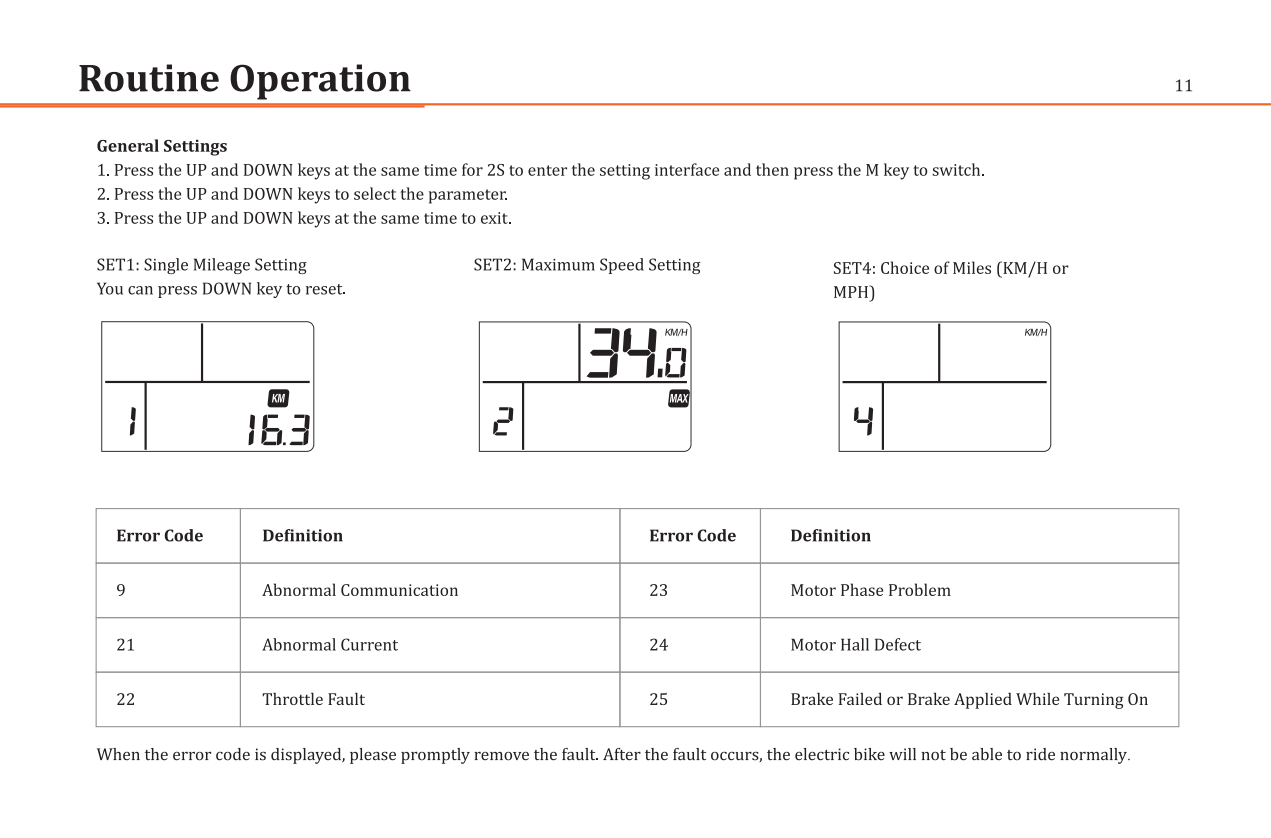 Routine Operation
11
General Settings
1. Press the UP and DOWN keys at the same time for 2S to enter the setting interface and then press the M key to switch.
2. Press the UP and DOWN keys to select the parameter.
3. Press the UP and DOWN keys at the same time to exit.
SET1: Single Mileage Setting
You can press DOWN key to reset.
KM
1
16.3
SET2: Maximum Speed Setting
34.0
KM/H
MAX
2
SET4: Choice of Miles (KM/H or
MPH)
KM/H
4
Error Code Definition Error Code Definition
9 Abnormal Communication 23 Motor Phase Problem
21 Abnormal Current 24 Motor Hall Defect
22 Throttle Fault 25 Brake Failed or Brake Applied While Turning On
When the error code is displayed, please promptly remove the fault. After the fault occurs, the electric bike will not be able to ride normally.